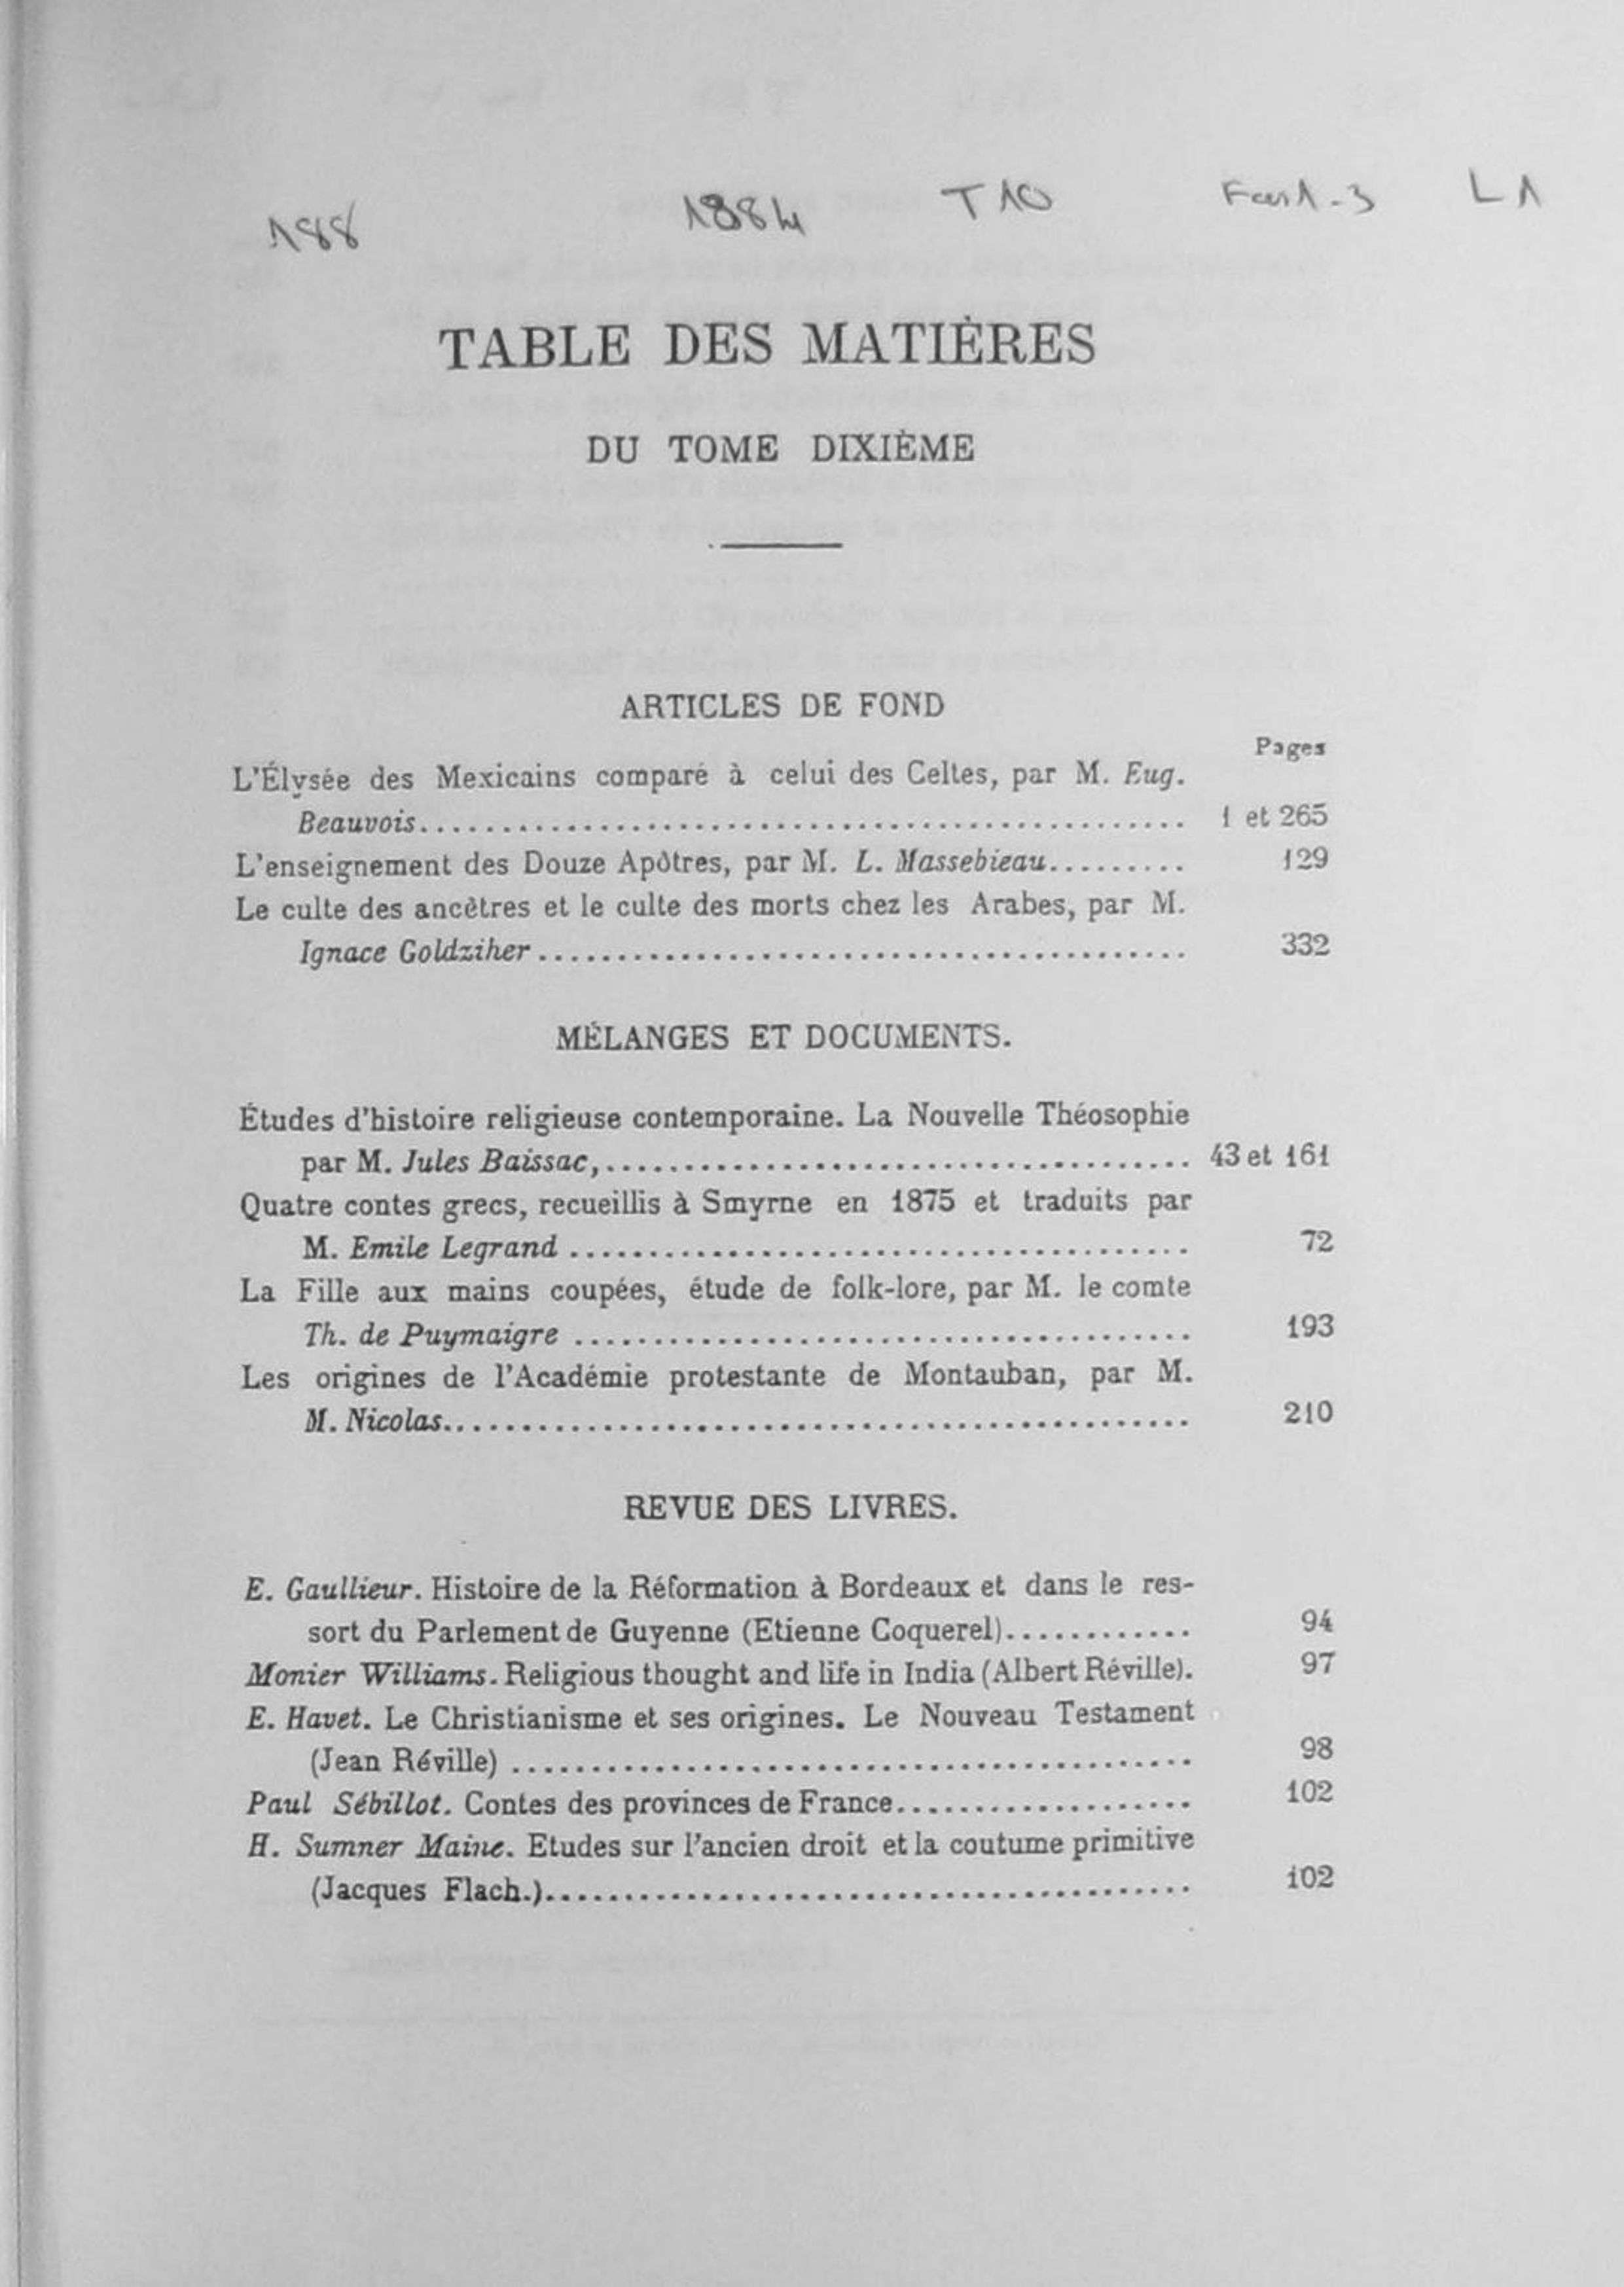 188 1884 T10 Fas1-3 L1
TABLE DES MATIÈRES
DU TOME DIXIÈME
ARTICLES DE FOND
Pages
L'Élysée des Mexicains comparé à celui des Celtes, par M. Eug.
Beauvois................................................ 1 et 265
L'enseignement des Douze Apôtres, par M. L. Massebieau......... 129
Le culte des ancêtres et le culte des morts chez les Arabes, par M.
Ignace Goldziher......................................... 332
MÉLANGES ET DOCUMENTS.
Études d'histoire religieuse contemporaine. La Nouvelle Théosophie
par M. Jules Baissac,..................................... 43 et 161
Quatre contes grecs, recueillis à Smyrne en 1875 et traduits par
M. Emile Legrand ....................................... 72
La Fille aux mains coupées, étude de folk-lore, par M. le comte
Th. de Puymaigre ....................................... 193
Les origines de l'Académie protestante de Montauban, par M.
M. Nicolas............................................... 210
REVUE DES LIVRES.
E. Gaullieur. Histoire de la Réformation à Bordeaux et dans le res-
sort du Parlement de Guyenne (Etienne Coquerel)............ 94
Monier Williams. Religious thought and life in India (Albert Réville). 97
E. Havet. Le Christianisme et ses origines. Le Nouveau Testament
(Jean Réville) ........................................... 98
Paul Sébillot. Contes des provinces de France................... 102
H. Sumner Maine. Etudes sur l'ancien droit et la coutume primitive
(Jacques Flach.)......................................... 102